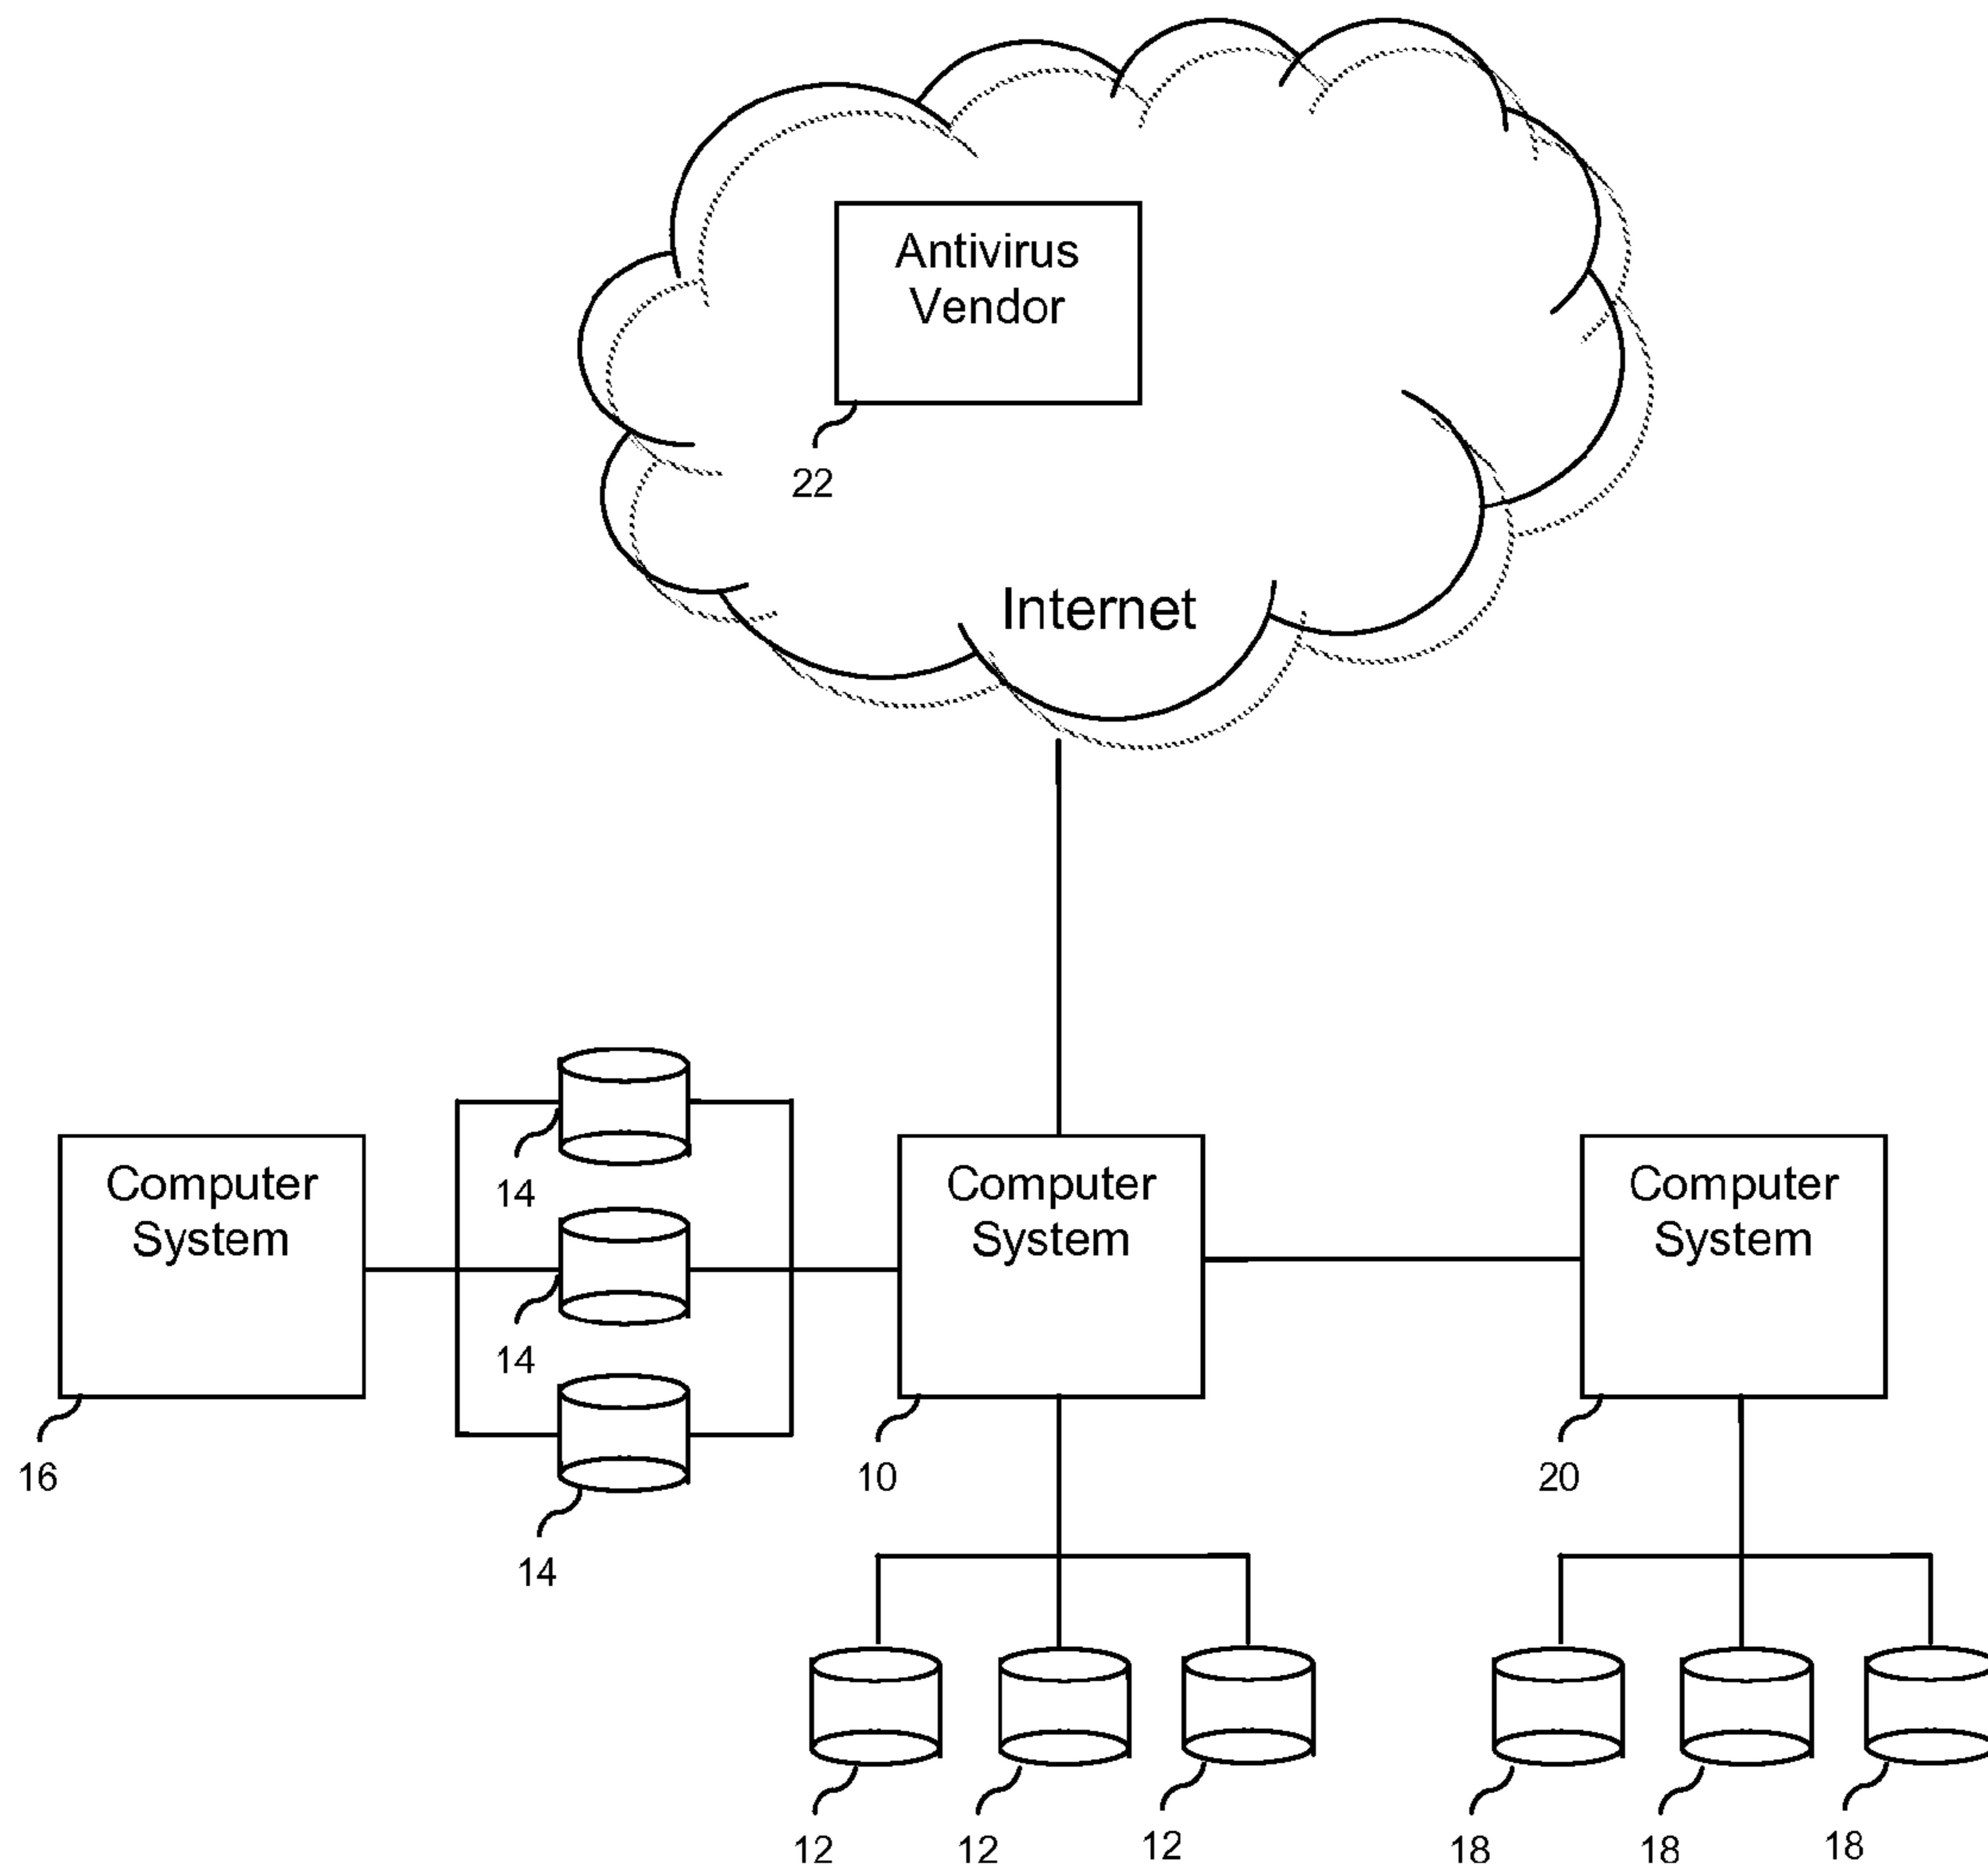 Antivirus
Vendor
22
Internet
14
Computer
System
Computer
System
Computer
System
14
16
10
20
14
12
12
12
18
18
18